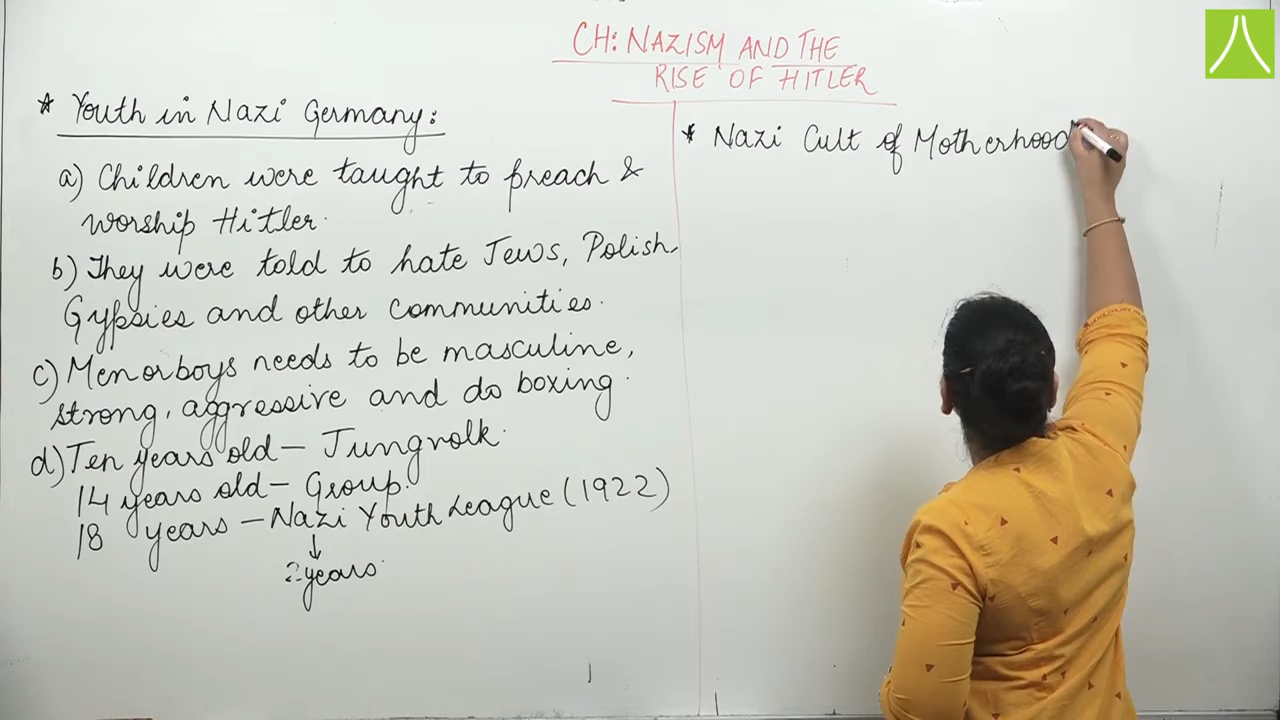 CH: NAZISM AND THE
RISE OF HITLER
* Youth in Nazi Germany:
a) Children were taught to preach &
worship Hitler.
b) They were told to hate Jews, Polish
Gypsies and other communities.
c) Men or boys needs to be masculine,
strong, aggressive and do boxing.
d) Ten years old – Jungvolk.
14 years old – Group.
18 years – Nazi Youth League (1922)
↓
2 years
* Nazi Cult of Motherhood